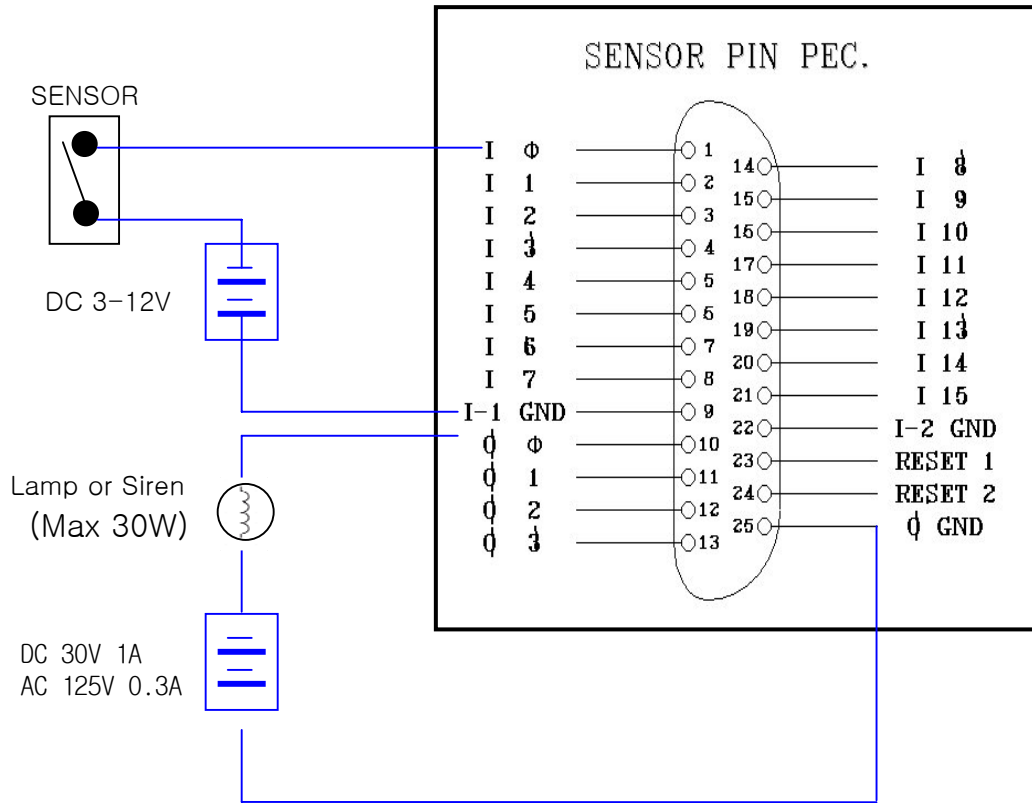 SENSOR PIN PEC.
SENSOR
DC 3-12V
Lamp or Siren
(Max 30W)
DC 30V 1A
AC 125V 0.3A
I Φ 1
I 1 2
I 2 3
I 3 4
I 4 5
I 5 6
I 6 7
I 7 8
I-1 GND 9
O Φ 10
O 1 11
O 2 12
O 3 13
14 I 8
15 I 9
16 I 10
17 I 11
18 I 12
19 I 13
20 I 14
21 I 15
22 I-2 GND
23 RESET 1
24 RESET 2
25 O GND